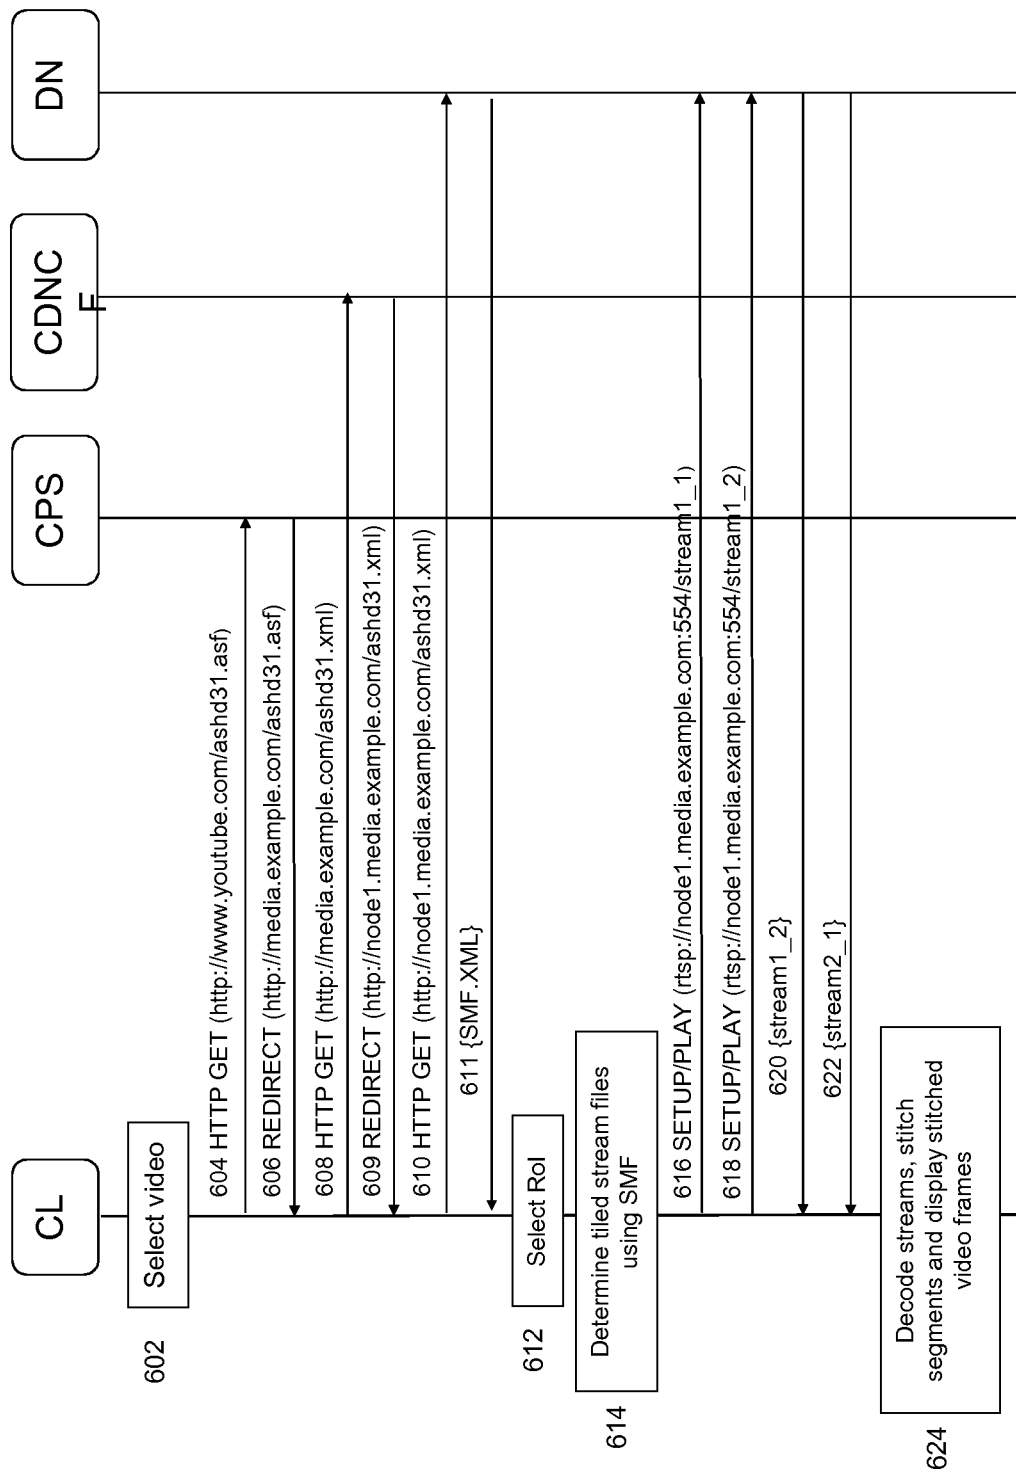 CL
CPS
CDNC
F
DN
Select video
602
604 HTTP GET (http://www.youtube.com/ashd31.asf)
606 REDIRECT (http://media.example.com/ashd31.asf)
608 HTTP GET (http://media.example.com/ashd31.xml)
609 REDIRECT (http://node1.media.example.com/ashd31.xml)
610 HTTP GET (http://node1.media.example.com/ashd31.xml)
611 {SMF.XML}
Select RoI
612
Determine tiled stream files
using SMF
614
616 SETUP/PLAY (rtsp://node1.media.example.com:554/stream1_1)
618 SETUP/PLAY (rtsp://node1.media.example.com:554/stream1_2)
620 {stream1_2}
622 {stream2_1}
Decode streams, stitch
segments and display stitched
video frames
624